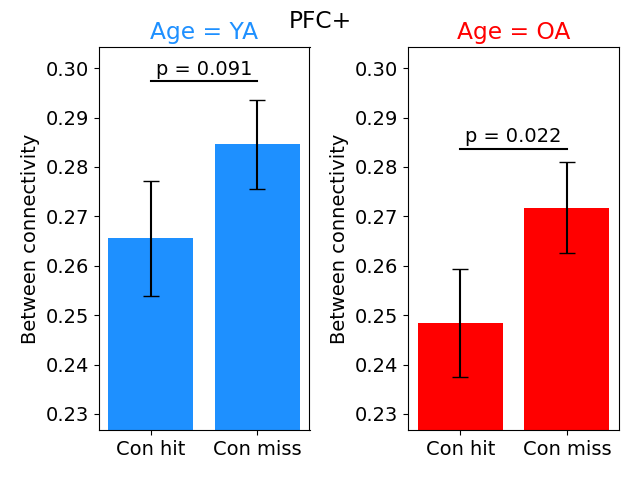 PFC+
Age = YA
Between connectivity
0.30
0.29
0.28
0.27
0.26
0.25
0.24
0.23
p = 0.091
Con hit
Con miss
Age = OA
Between connectivity
0.30
0.29
0.28
0.27
0.26
0.25
0.24
0.23
p = 0.022
Con hit
Con miss